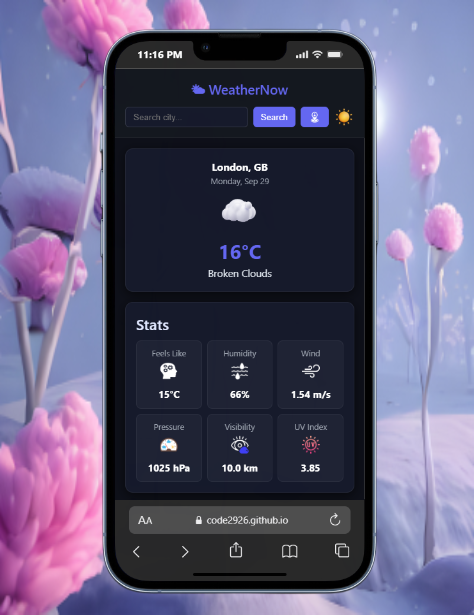 11:16 PM
WeatherNow
Search city...
Search
London, GB
Monday, Sep 29
16°C
Broken Clouds
Stats
Feels Like Humidity Wind
15°C 66% 1.54 m/s
Pressure Visibility UV Index
UV
1025 hPa 10.0 km 3.85
AA code2926.github.io